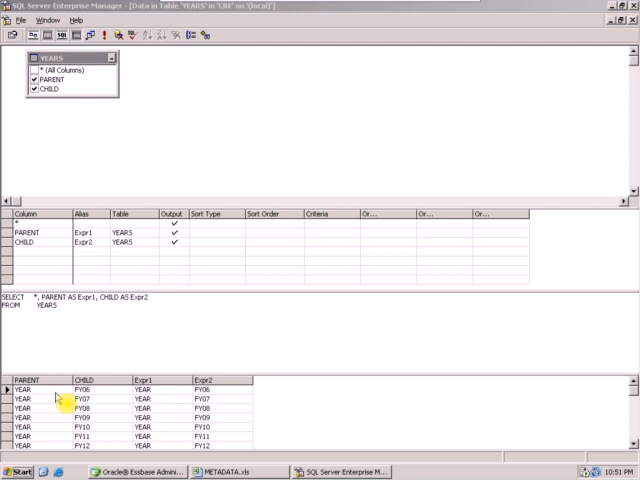 SQL Server Enterprise Manager - [Data in Table 'YEARS' in 'CRE' on '(local)']
File Window Help
YEARS
* (All Columns)
PARENT
CHILD
Column Alias Table Output Sort Type Sort Order Criteria Or... Or... Or...
*
PARENT Expr1 YEARS
CHILD Expr2 YEARS
SELECT *, PARENT AS Expr1, CHILD AS Expr2
FROM YEARS
PARENT CHILD Expr1 Expr2
YEAR FY06 YEAR FY06
YEAR FY07 YEAR FY07
YEAR FY08 YEAR FY08
YEAR FY09 YEAR FY09
YEAR FY10 YEAR FY10
YEAR FY11 YEAR FY11
YEAR FY12 YEAR FY12
Start Oracle® Essbase Admini... METADATA.xls SQL Server Enterprise M... 10:51 PM